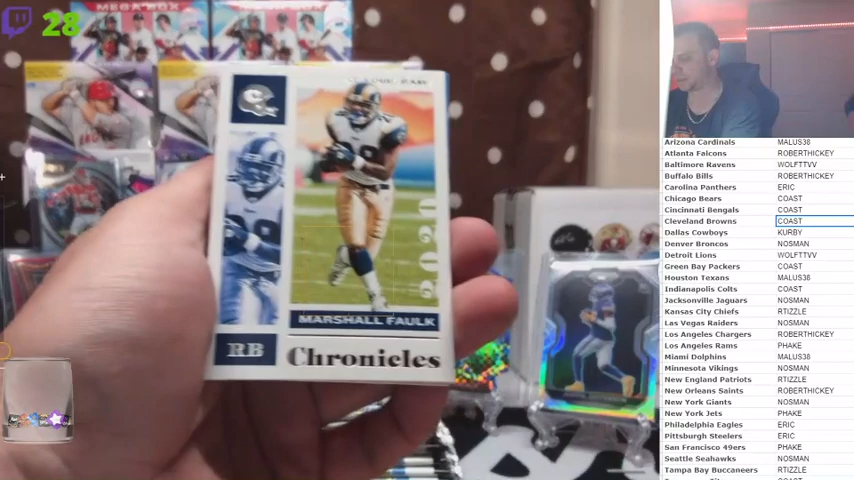 28
MEGA BOX
MEGA BOX
2020
MARSHALL FAULK
RB
Chronicles
Arizona Cardinals MALUS38
Atlanta Falcons ROBERTHICKEY
Baltimore Ravens WOLFTTVV
Buffalo Bills ROBERTHICKEY
Carolina Panthers ERIC
Chicago Bears COAST
Cincinnati Bengals COAST
Cleveland Browns COAST
Dallas Cowboys KURBY
Denver Broncos NOSMAN
Detroit Lions WOLFTTVV
Green Bay Packers COAST
Houston Texans MALUS38
Indianapolis Colts COAST
Jacksonville Jaguars NOSMAN
Kansas City Chiefs RTIZZLE
Las Vegas Raiders NOSMAN
Los Angeles Chargers ROBERTHICKEY
Los Angeles Rams PHAKE
Miami Dolphins MALUS38
Minnesota Vikings NOSMAN
New England Patriots RTIZZLE
New Orleans Saints ROBERTHICKEY
New York Giants NOSMAN
New York Jets PHAKE
Philadelphia Eagles ERIC
Pittsburgh Steelers ERIC
San Francisco 49ers PHAKE
Seattle Seahawks NOSMAN
Tampa Bay Buccaneers RTIZZLE